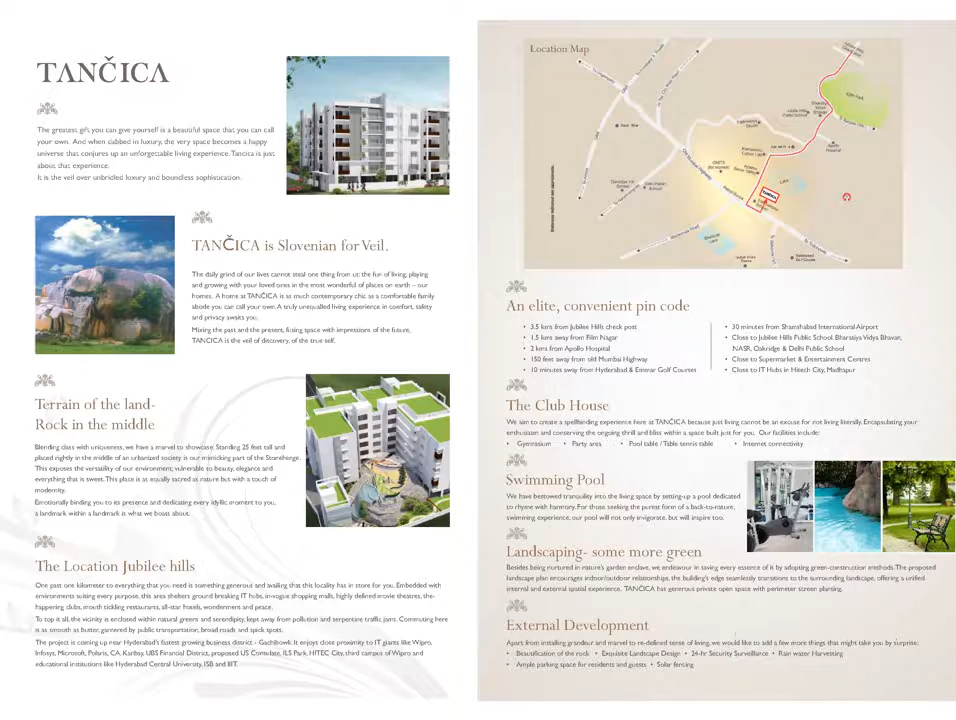 TANČICA
The greatest gift you can give yourself is a beautiful space that you can call
your own. And when dabbed in luxury, the very space becomes a happy
universe that conjures up an unforgettable living experience. Tancica is just
about that experience.
It is the veil over unbridled luxury and boundless sophistication.
TANČICA is Slovenian for Veil.
The daily grind of our lives cannot steal one thing from us: the fun of living, playing
and growing with your loved ones in the most wonderful of places on earth – our
homes. A home at TANČICA is as much contemporary chic as a comfortable family
abode you can call your own. A truly unequalled living experience in comfort, safety
and privacy awaits you.
Mixing the past and the present, fusing space with impressions of the future,
TANCICA is the veil of discovery, of the true self.
Terrain of the land-
Rock in the middle
Blending class with uniqueness, we have a marvel to showcase. Standing 25 feet tall and
placed rightly in the middle of an urbanized society is our mimicking part of the Stonehenge.
This exposes the versatility of our environment; vulnerable to beauty, elegance and
everything that is sweet. This place is as equally sacred as nature but with a touch of
modernity.
Emotionally binding you to its presence and dedicating every idyllic moment to you,
a landmark within a landmark is what we boast about.
The Location Jubilee hills
One past one kilometer to everything that you need is something generous and availing that this locality has in store for you. Embedded with
environments suiting every purpose, this area shelters ground breaking IT hubs, in-vogue shopping malls, highly defined movie theatres, the-
happening clubs, mouth tickling restaurants, all-star hotels, wonderment and peace.
To top it all, the vicinity is enclosed within natural greens and serendipity, kept away from pollution and serpentine traffic jams. Commuting here
is as smooth as butter, garnered by public transportation, broad roads and spick spots.
The project is coming up near Hyderabad's fastest growing business district - Gachibowli. It enjoys close proximity to IT giants like Wipro,
Infosys, Microsoft, Polaris, CA, Kanbay, UBS Financial District, proposed US Consulate, ILS Park, HITEC City, third campus of Wipro and
educational institutions like Hyderabad Central University, ISB and IIIT.
Location Map
Old Mumbai Highway
Apollo Hospital
Lake
TANČICA
Distances indicated are approximate.
An elite, convenient pin code
• 3.5 kms from Jubilee Hills check post
• 1.5 kms away from Film Nagar
• 2 kms from Apollo Hospital
• 150 feet away from old Mumbai Highway
• 10 minutes away from Hyderabad & Emmar Golf Courses
• 30 minutes from Shamshabad International Airport
• Close to Jubilee Hills Public School, Bharatiya Vidya Bhavan,
NASR, Oakridge & Delhi Public School
• Close to Supermarket & Entertainment Centres
• Close to IT Hubs in Hitech City, Madhapur
The Club House
We aim to create a spellbinding experience here at TANČICA because just living cannot be an excuse for not living literally. Encapsulating your
enthusiasm and conserving the ongoing thrill and bliss within a space built just for you. Our facilities include:
• Gymnasium • Party area • Pool table / Table tennis table • Internet connectivity
Swimming Pool
We have bestowed tranquility into the living space by setting-up a pool dedicated
to rhyme with harmony. For those seeking the purest form of a back-to-nature,
swimming experience, our pool will not only invigorate, but will inspire too.
Landscaping- some more green
Besides being nurtured in nature's garden enclave, we endeavour in saving every essence of it by adopting green-construction methods. The proposed
landscape plan encourages indoor/outdoor relationships, the building's edge seamlessly transitions to the surrounding landscape, offering a unified
internal and external spatial experience. TANČICA has generous private open space with perimeter screen planting.
External Development
Apart from installing grandeur and marvel to re-defined sense of living, we would like to add a few more things that might take you by surprise:
• Beautification of the rock • Exquisite Landscape Design • 24-hr Security Surveillance • Rain water Harvesting
• Ample parking space for residents and guests • Solar fencing